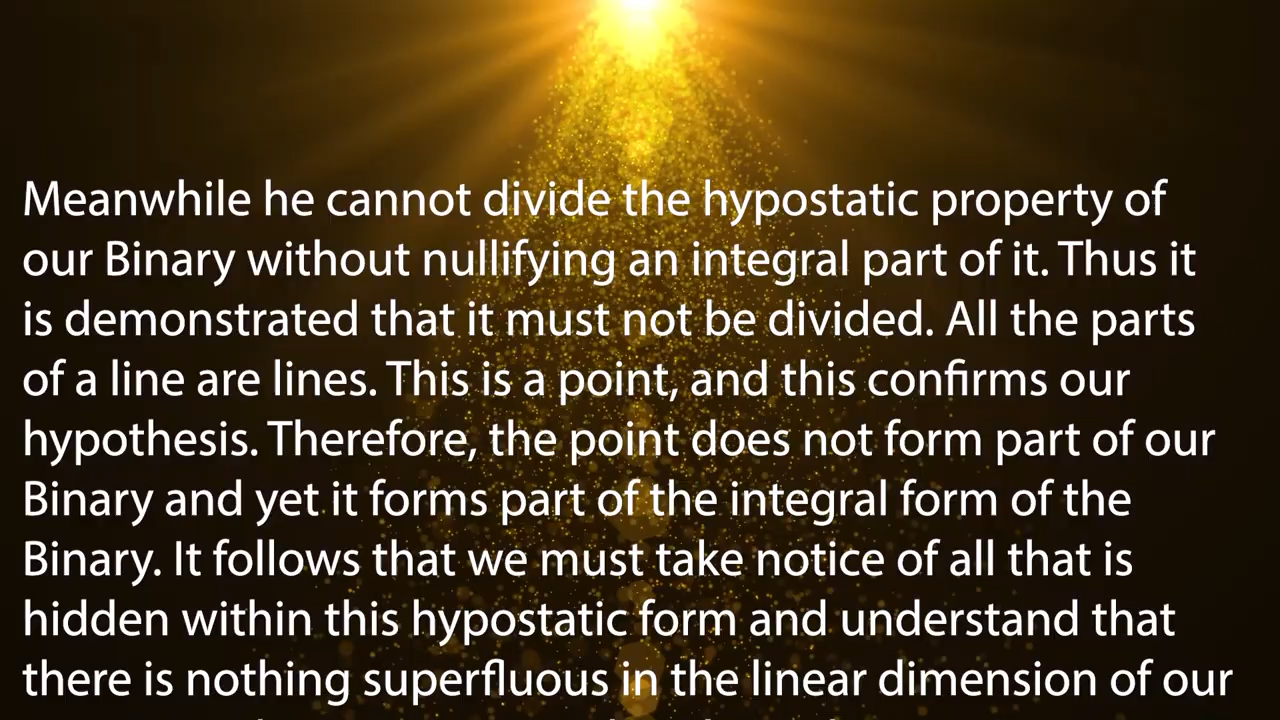 Meanwhile he cannot divide the hypostatic property of
our Binary without nullifying an integral part of it. Thus it
is demonstrated that it must not be divided. All the parts
of a line are lines. This is a point, and this confirms our
hypothesis. Therefore, the point does not form part of our
Binary and yet it forms part of the integral form of the
Binary. It follows that we must take notice of all that is
hidden within this hypostatic form and understand that
there is nothing superfluous in the linear dimension of our